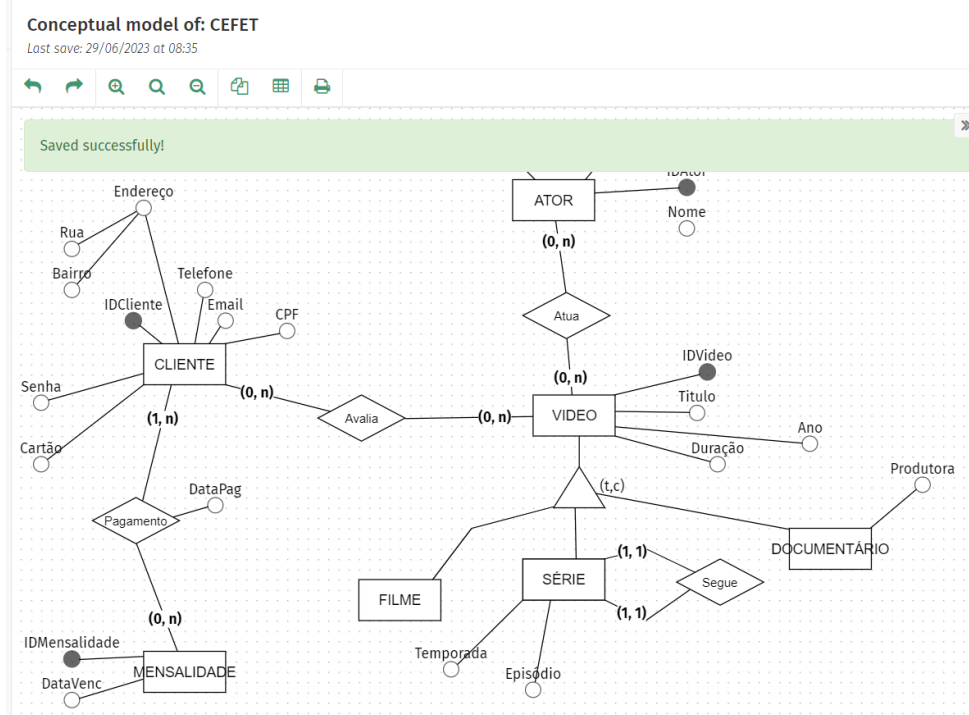 Conceptual model of: CEFET
Last save: 29/06/2023 at 08:35
Saved successfully!
IDAtor
Endereço
ATOR
Nome
Rua
(0, n)
Bairro
Telefone
IDCliente
Email
CPF
Atua
IDVideo
CLIENTE
(0, n)
Senha
(0, n)
Titulo
(1, n)
Avalia
(0, n)
VIDEO
Ano
Cartão
Duração
Produtora
DataPag
(t,c)
Pagamento
DOCUMENTÁRIO
(1, 1)
SÉRIE
Segue
FILME
(1, 1)
(0, n)
IDMensalidade
Temporada
MENSALIDADE
Episódio
DataVenc